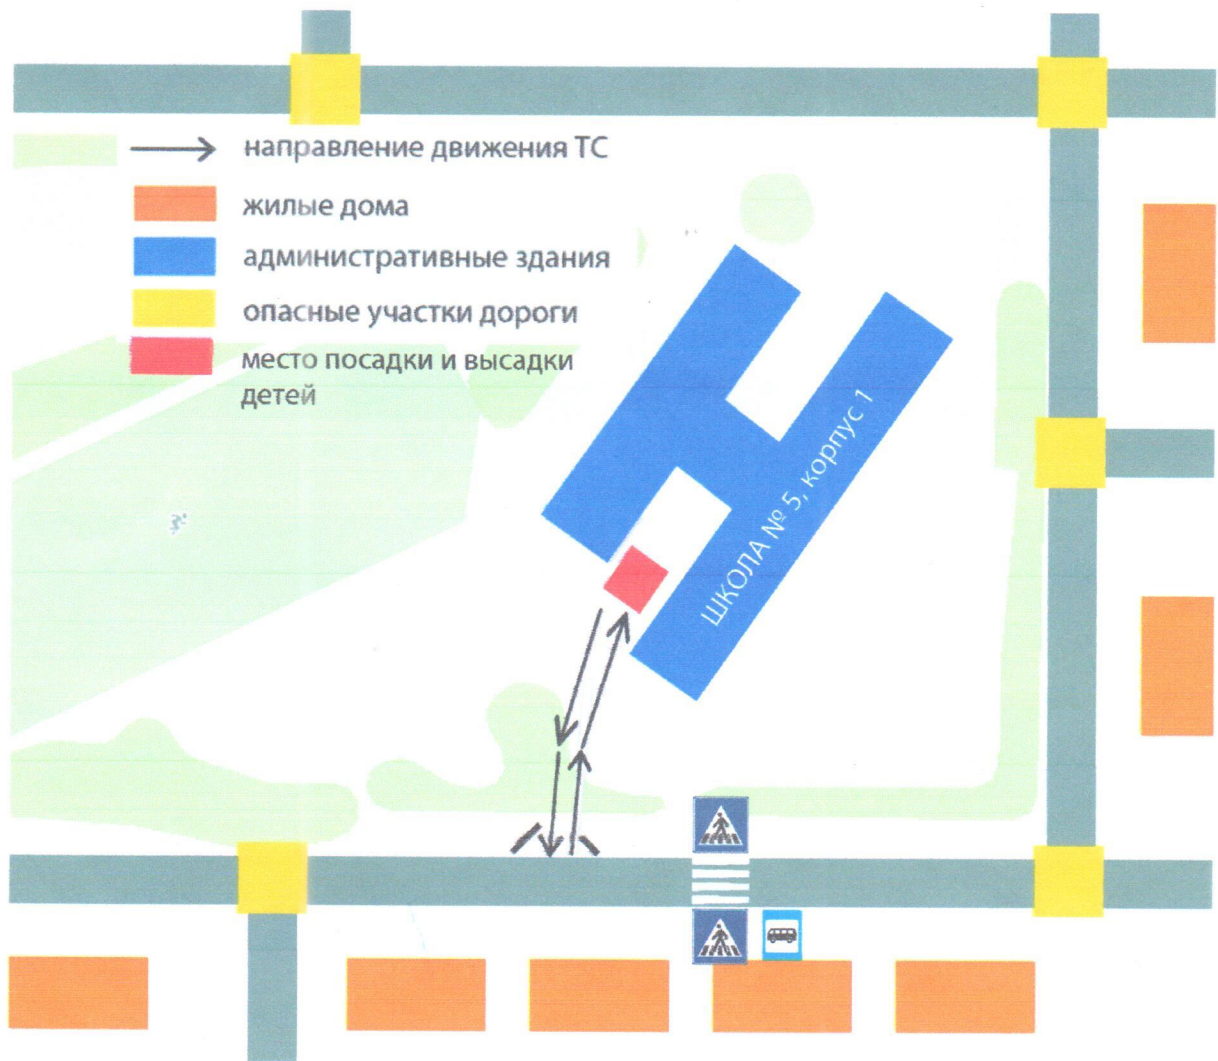 направление движения ТС
жилые дома
административные здания
опасные участки дороги
место посадки и высадки
детей
ШКОЛА № 5, корпус 1